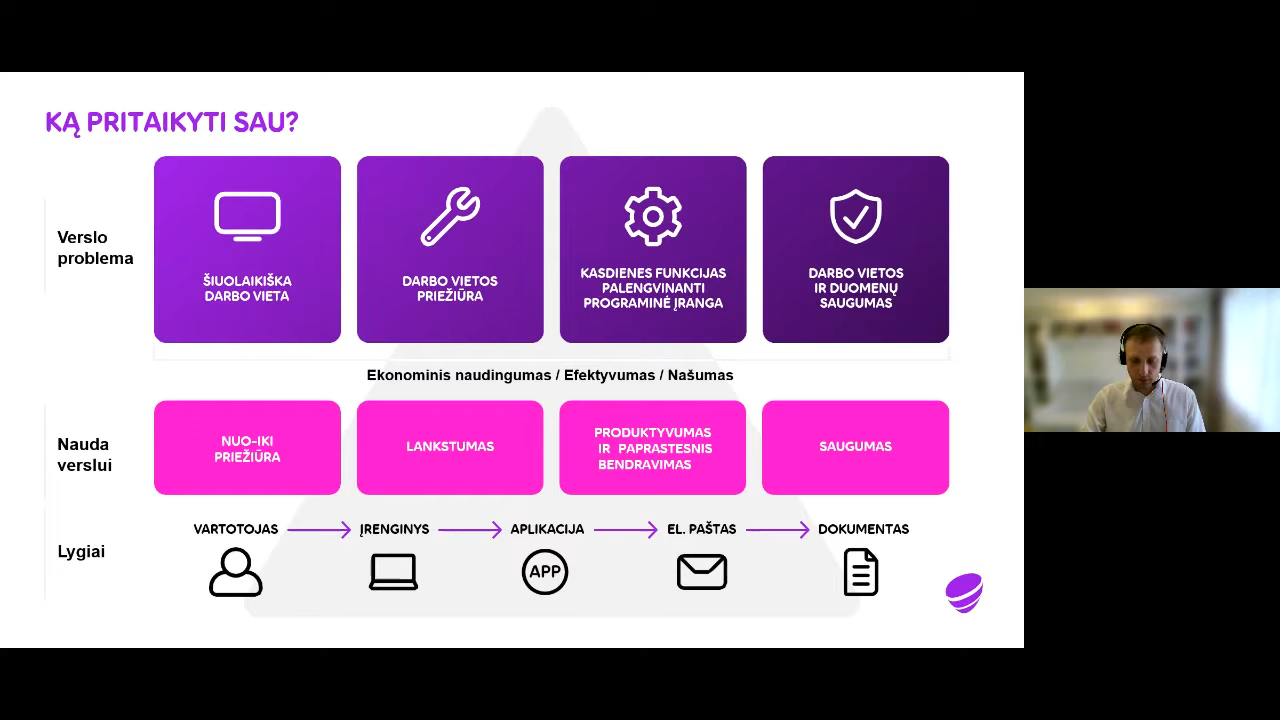 KĄ PRITAIKYTI SAU?
Verslo
problema
ŠIUOLAIKIŠKA
DARBO VIETA
DARBO VIETOS
PRIEŽIŪRA
KASDIENES FUNKCIJAS
PALENGVINANTI
PROGRAMINĖ ĮRANGA
DARBO VIETOS
IR DUOMENŲ
SAUGUMAS
Ekonominis naudingumas / Efektyvumas / Našumas
Nauda
verslui
NUO-IKI
PRIEŽIŪRA
LANKSTUMAS
PRODUKTYVUMAS
IR PAPRASTESNIS
BENDRAVIMAS
SAUGUMAS
Lygiai
VARTOTOJAS
ĮRENGINYS
APLIKACIJA
EL. PAŠTAS
DOKUMENTAS
APP